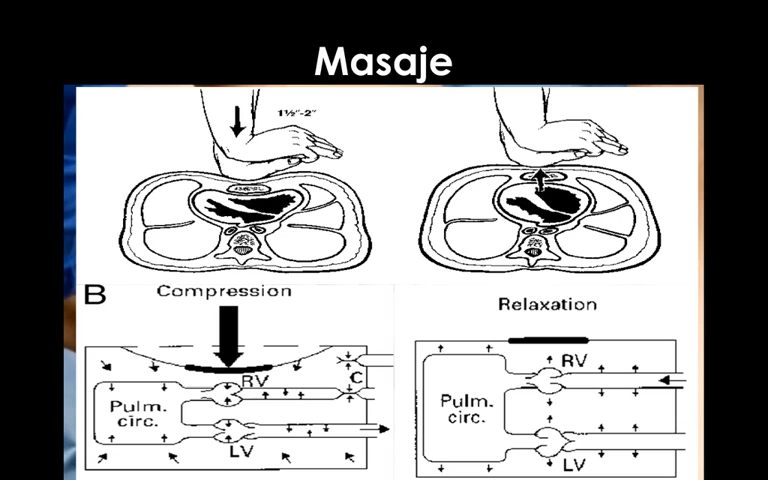 Masaje
1½"-2"
B
Compression
Relaxation
RV
C
Pulm.
circ.
LV
RV
Pulm.
circ.
LV